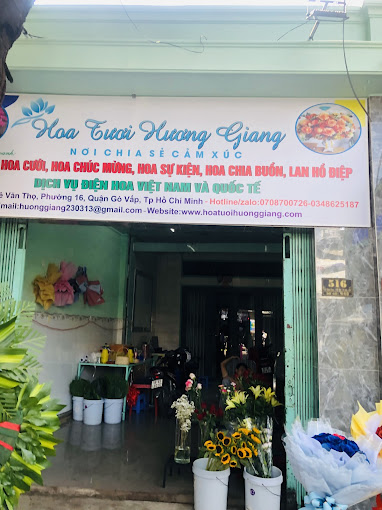 Hoa Tươi Hương Giang
NƠI CHIA SẺ CẢM XÚC
HOA CƯỚI, HOA CHÚC MỪNG, HOA SỰ KIỆN, HOA CHIA BUỒN, LAN HỒ ĐIỆP
DỊCH VỤ ĐIỆN HOA VIỆT NAM VÀ QUỐC TẾ
Văn Thọ, Phường 16, Quận Gò Vấp, Tp Hồ Chí Minh - Hotline/zalo:0708700726-0348625187
mail:huonggiang230313@gmail.com -Website:www.hoatuoihuonggiang.com
516